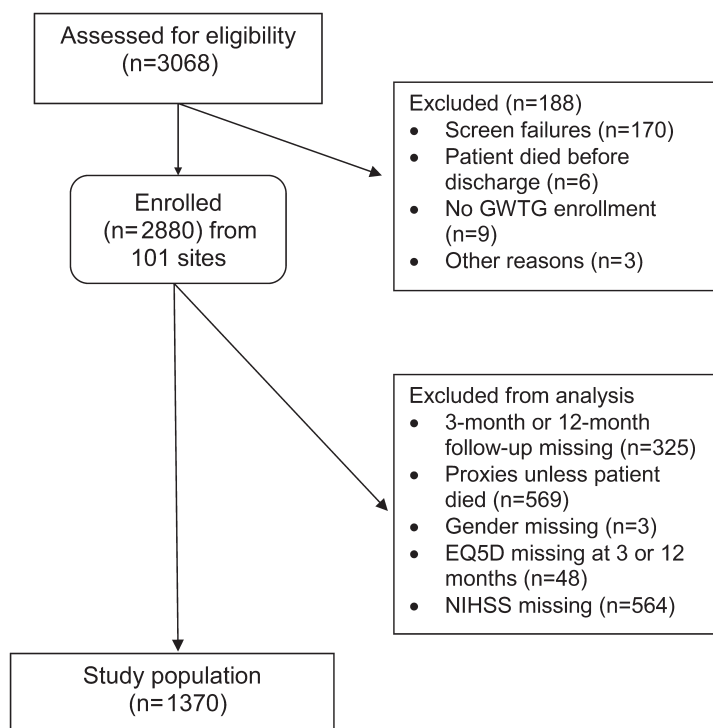 Assessed for eligibility
(n=3068)
Excluded (n=188)
• Screen failures (n=170)
• Patient died before
discharge (n=6)
• No GWTG enrollment
(n=9)
• Other reasons (n=3)
Enrolled
(n=2880) from
101 sites
Excluded from analysis
• 3-month or 12-month
follow-up missing (n=325)
• Proxies unless patient
died (n=569)
• Gender missing (n=3)
• EQ5D missing at 3 or 12
months (n=48)
• NIHSS missing (n=564)
Study population
(n=1370)